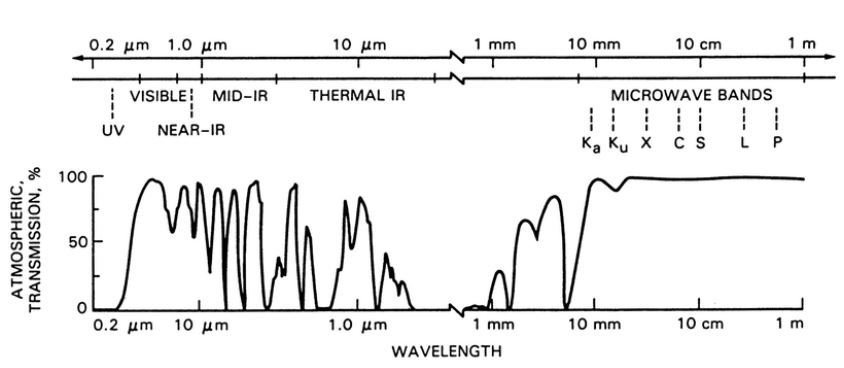 0.2 μm 1.0 μm 10 μm 1 mm 10 mm 10 cm 1 m
VISIBLE MID-IR THERMAL IR MICROWAVE BANDS
UV NEAR-IR
Ka Ku X C S L P
ATMOSPHERIC,
TRANSMISSION, %
100
50
0
0.2 μm 10 μm 1.0 μm 1 mm 10 mm 10 cm 1 m
WAVELENGTH